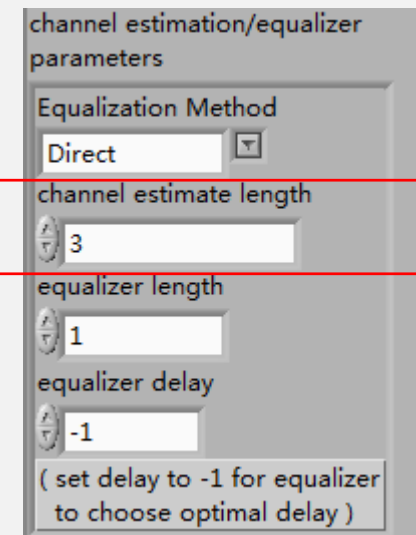 channel estimation/equalizer
parameters
Equalization Method
Direct
channel estimate length
3
equalizer length
1
equalizer delay
-1
( set delay to -1 for equalizer
to choose optimal delay )